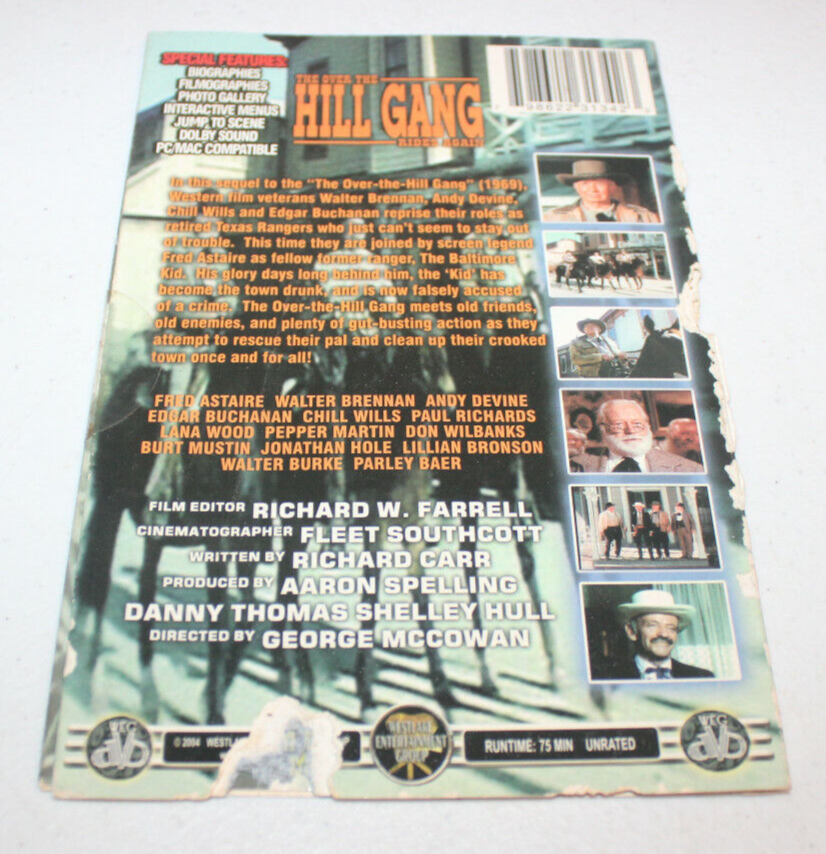 SPECIAL FEATURES:
BIOGRAPHIES
FILMOGRAPHIES
PHOTO GALLERY
INTERACTIVE MENUS
JUMP TO SCENE
DOLBY SOUND
PC/MAC COMPATIBLE
THE OVER THE
HILL GANG
RIDES AGAIN
98622 31342
In this sequel to the "The Over-the-Hill Gang" (1969),
Western film veterans Walter Brennan, Andy Devine,
Chill Wills and Edgar Buchanan reprise their roles as
retired Texas Rangers who just can't seem to stay out
of trouble. This time they are joined by screen legend
Fred Astaire as fellow former ranger, The Baltimore
Kid. His glory days long behind him, the 'Kid' has
become the town drunk, and is now falsely accused
of a crime. The Over-the-Hill Gang meets old friends,
old enemies, and plenty of gut-busting action as they
attempt to rescue their pal and clean up their crooked
town once and for all!
FRED ASTAIRE WALTER BRENNAN ANDY DEVINE
EDGAR BUCHANAN CHILL WILLS PAUL RICHARDS
LANA WOOD PEPPER MARTIN DON WILBANKS
BURT MUSTIN JONATHAN HOLE LILLIAN BRONSON
WALTER BURKE PARLEY BAER
FILM EDITOR RICHARD W. FARRELL
CINEMATOGRAPHER FLEET SOUTHCOTT
WRITTEN BY RICHARD CARR
PRODUCED BY AARON SPELLING
DANNY THOMAS SHELLEY HULL
DIRECTED BY GEORGE MCCOWAN
WEG DVD
© 2004
WESTLAKE ENTERTAINMENT GROUP
RUNTIME: 75 MIN UNRATED
WEG DVD